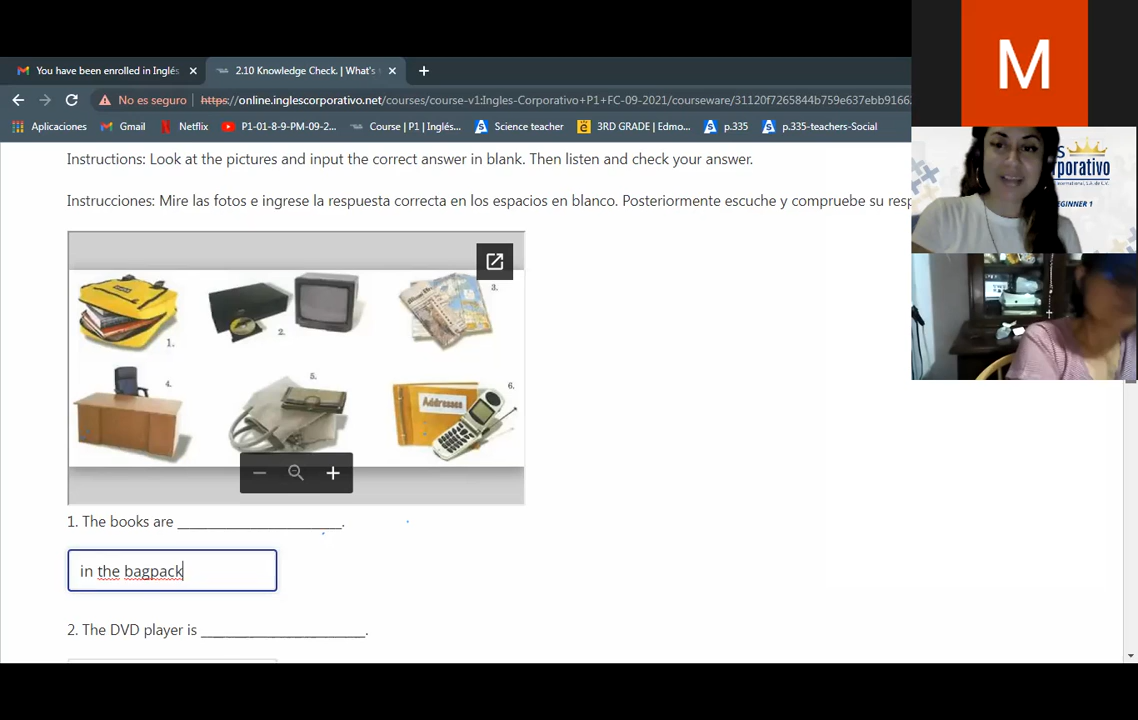 You have been enrolled in Inglés
2.10 Knowledge Check. | What's
No es seguro
https://online.inglescorporativo.net/courses/course-v1:Ingles-Corporativo+P1+FC-09-2021/courseware/31120f7265844b759e637ebb9166
Aplicaciones
Gmail
Netflix
P1-01-8-9-PM-09-2...
Course | P1 | Inglés...
Science teacher
3RD GRADE | Edmo...
p.335
p.335-teachers-Social
M
rporativo
EGINNER 1
Instructions: Look at the pictures and input the correct answer in blank. Then listen and check your answer.
Instrucciones: Mire las fotos e ingrese la respuesta correcta en los espacios en blanco. Posteriormente escuche y compruebe su resp
1.
2.
3.
4.
5.
6.
Addresses
1. The books are ______________________.
in the bagpack
2. The DVD player is ______________________.